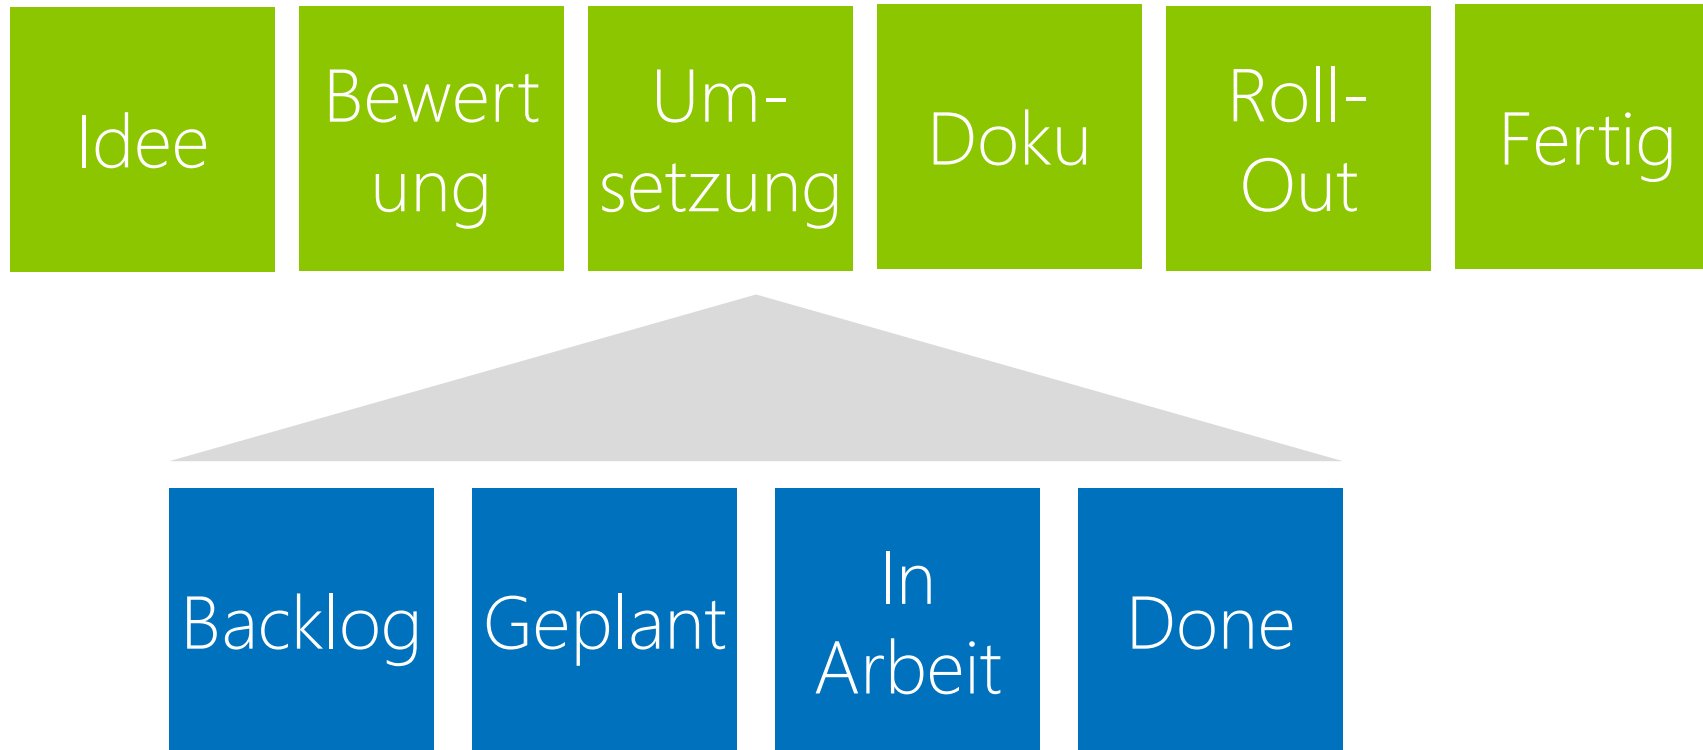 Idee
Bewert
ung
Um-
setzung
Doku
Roll-
Out
Fertig
Backlog
Geplant
In
Arbeit
Done